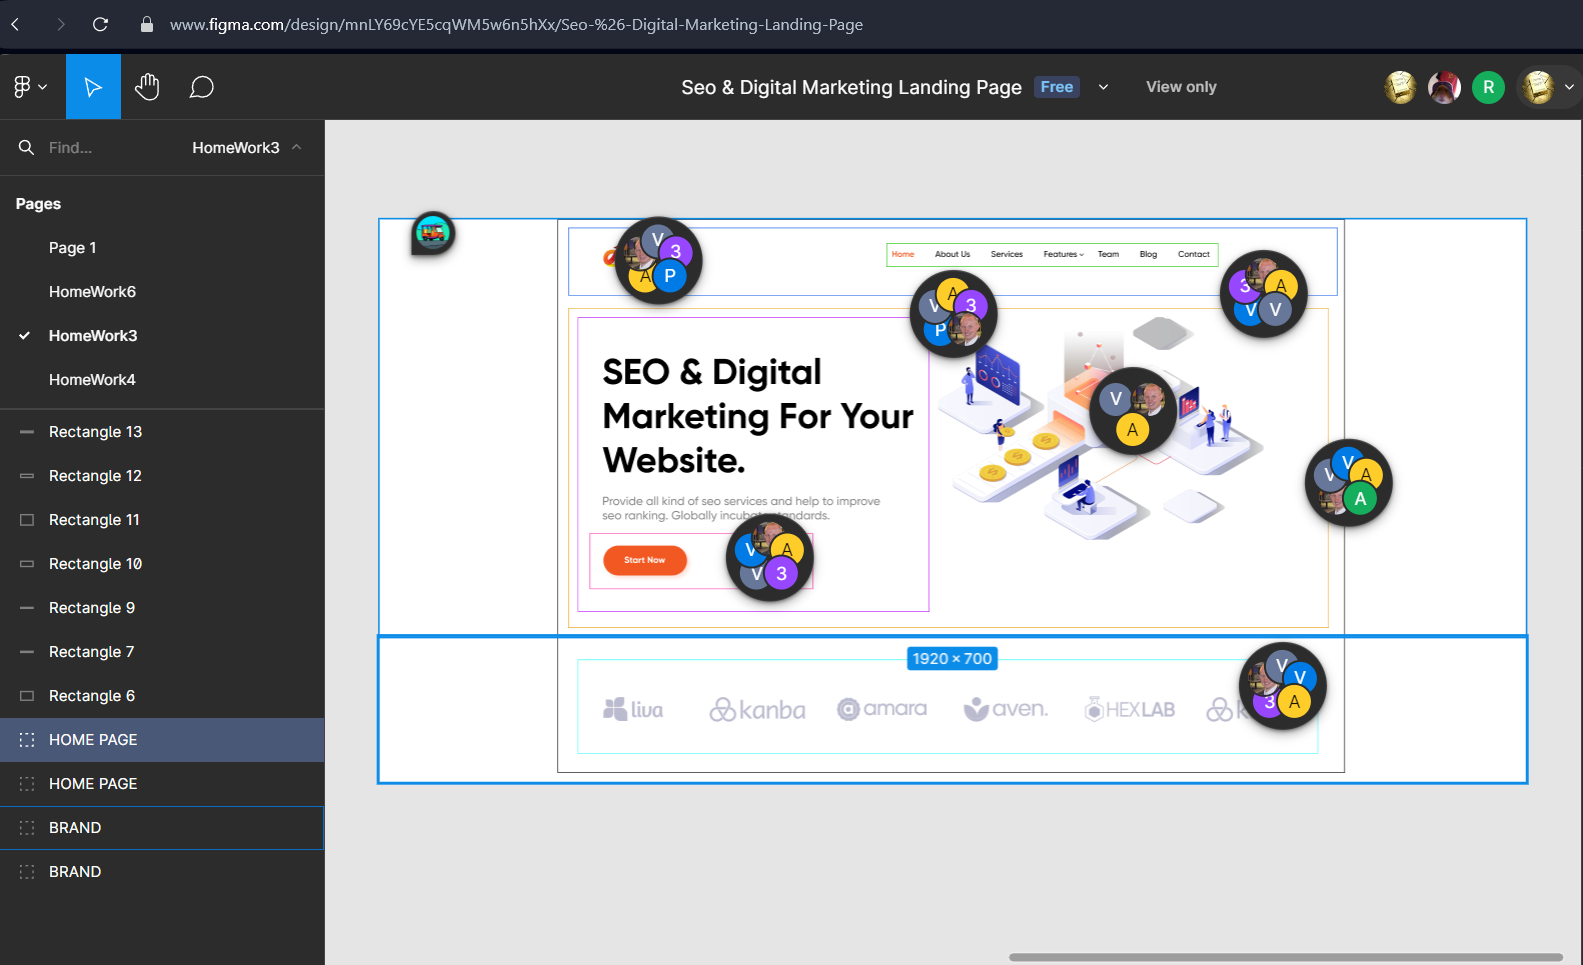 www.figma.com/design/mnLY69cYE5cqWM5w6n5hXx/Seo-%26-Digital-Marketing-Landing-Page
Seo & Digital Marketing Landing Page Free View only R
Find... HomeWork3
Pages
Page 1
HomeWork6
HomeWork3
HomeWork4
Rectangle 13
Rectangle 12
Rectangle 11
Rectangle 10
Rectangle 9
Rectangle 7
Rectangle 6
HOME PAGE
HOME PAGE
BRAND
BRAND
V 3 A P
Home About Us Services Features Team Blog Contact
3 A V V
V A 3 P
SEO & Digital
Marketing For Your
Website.
V A
V V A A
Provide all kind of seo services and help to improve
seo ranking. Globally incubate standards.
Start Now
V A V 3
1920 × 700
V V 3 A
liva kanba amara aven. HEXLAB